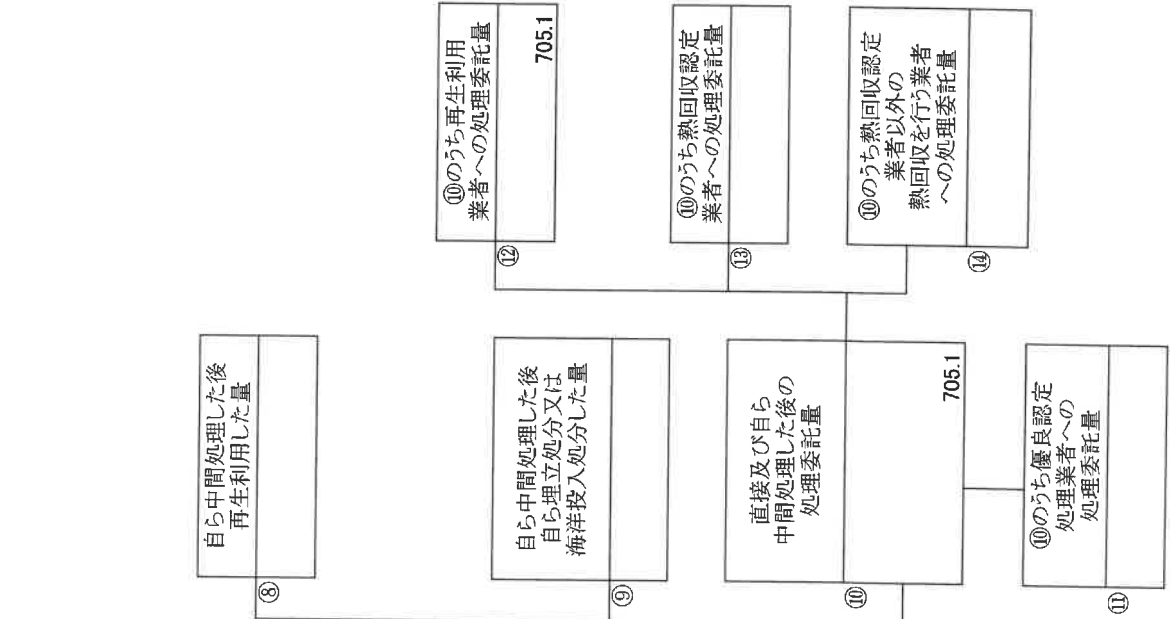 ⑧
自ら中間処理した後
再生利用した量
⑨
自ら中間処理した後
自ら埋立処分又は
海洋投入処分した量
⑩
直接及び自ら
中間処理した後の
処理委託量
705.1
⑪
⑩のうち優良認定
処理業者への
処理委託量
⑫
⑩のうち再生利用
業者への処理委託量
705.1
⑬
⑩のうち熱回収認定
業者への処理委託量
⑭
⑩のうち熱回収認定
業者以外の
熱回収を行う業者
への処理委託量